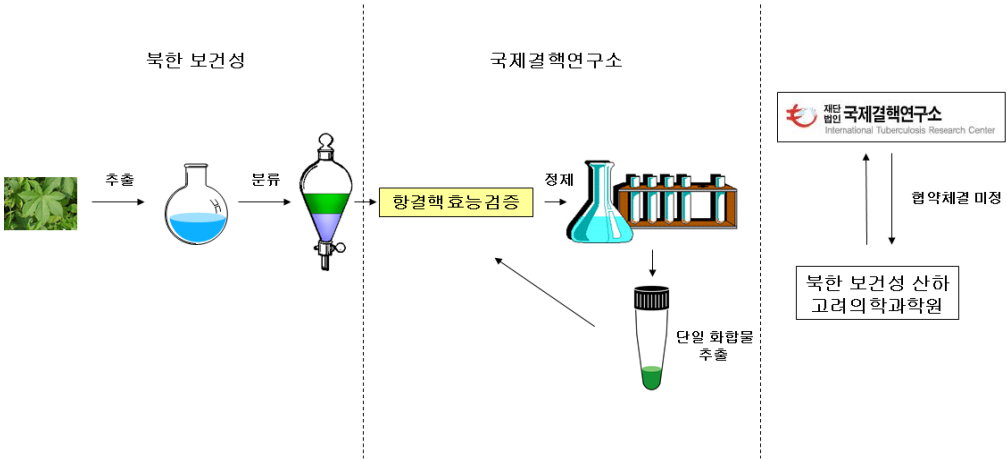 북한 보건성
국제결핵연구소
추출
분류
항결핵효능검증
정제
단일 화합물
추출
재단
법인 국제결핵연구소
International Tuberculosis Research Center
협약체결 미정
북한 보건성 산하
고려의학과학원